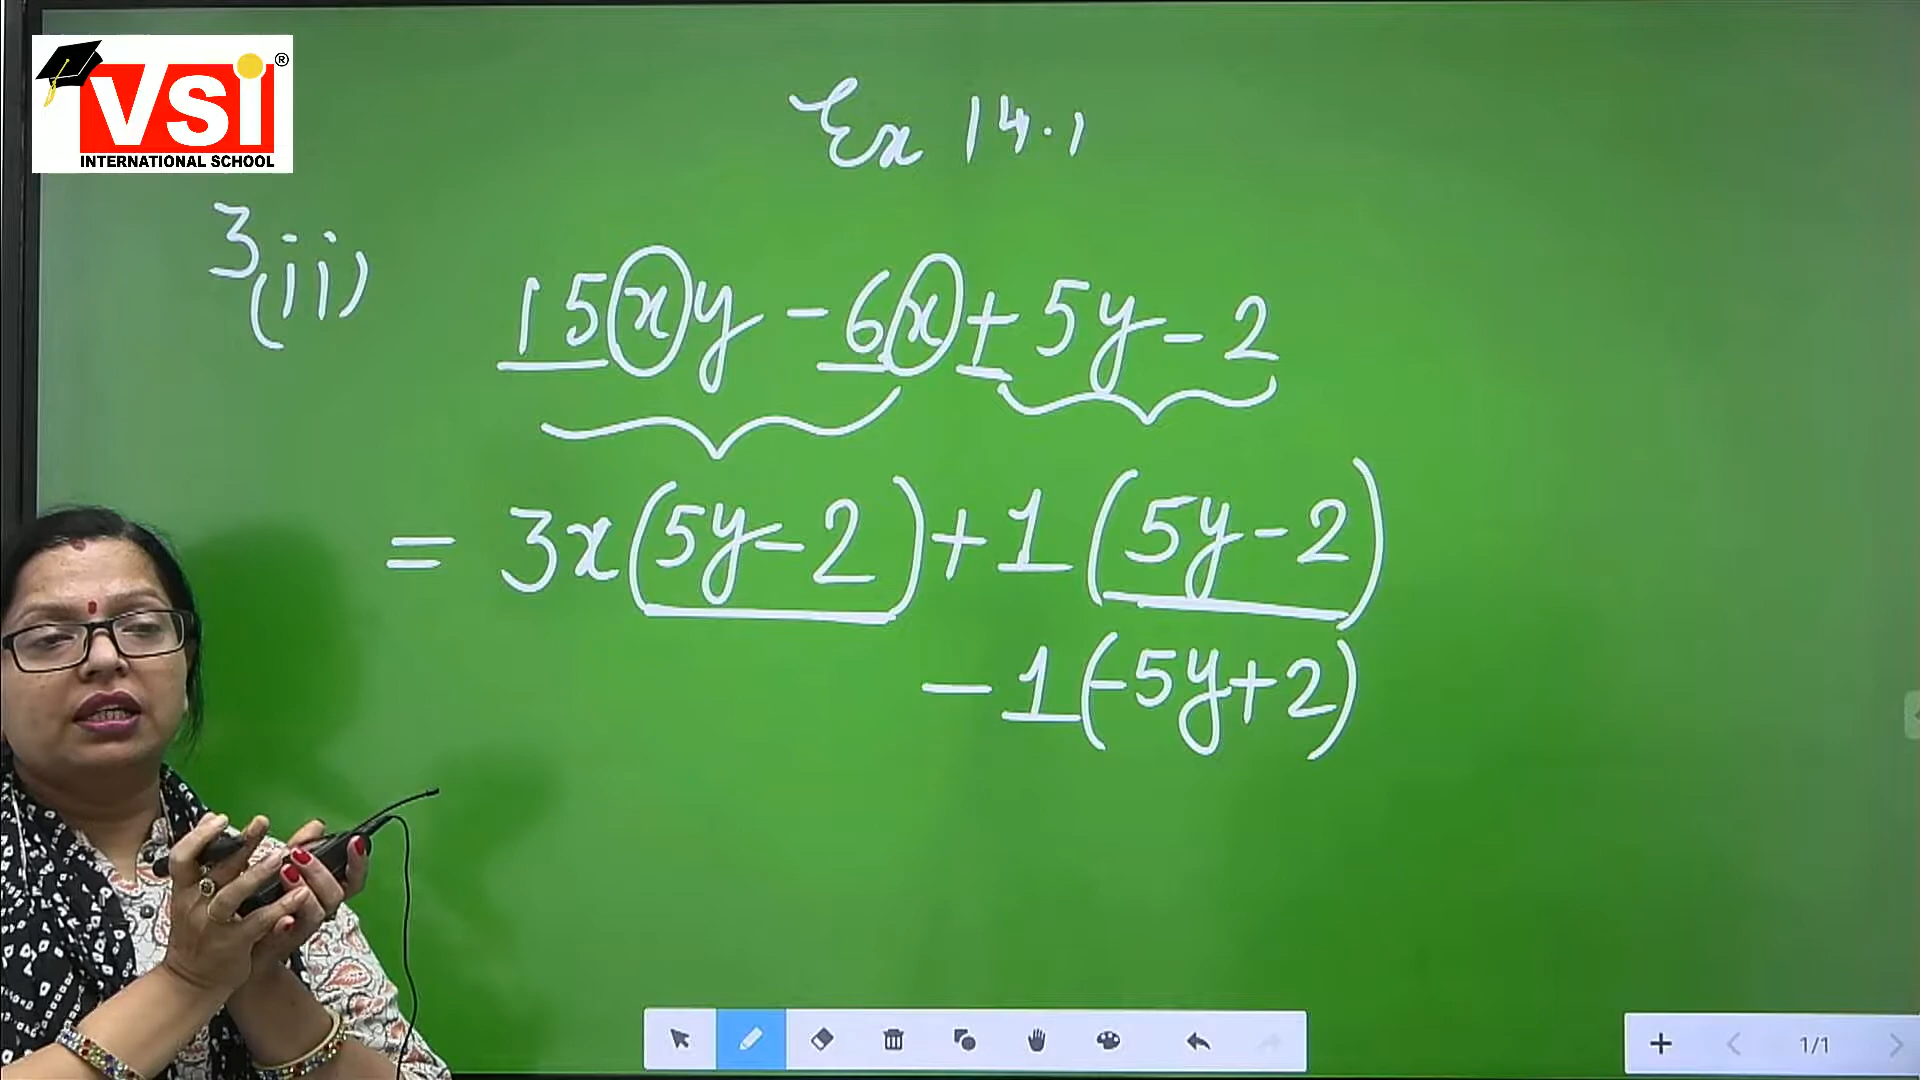 vsi ®
INTERNATIONAL SCHOOL
Ex 14.1
3(ii)
15xy - 6x + 5y - 2
= 3x(5y - 2) + 1(5y - 2)
- 1(-5y + 2)
1/1